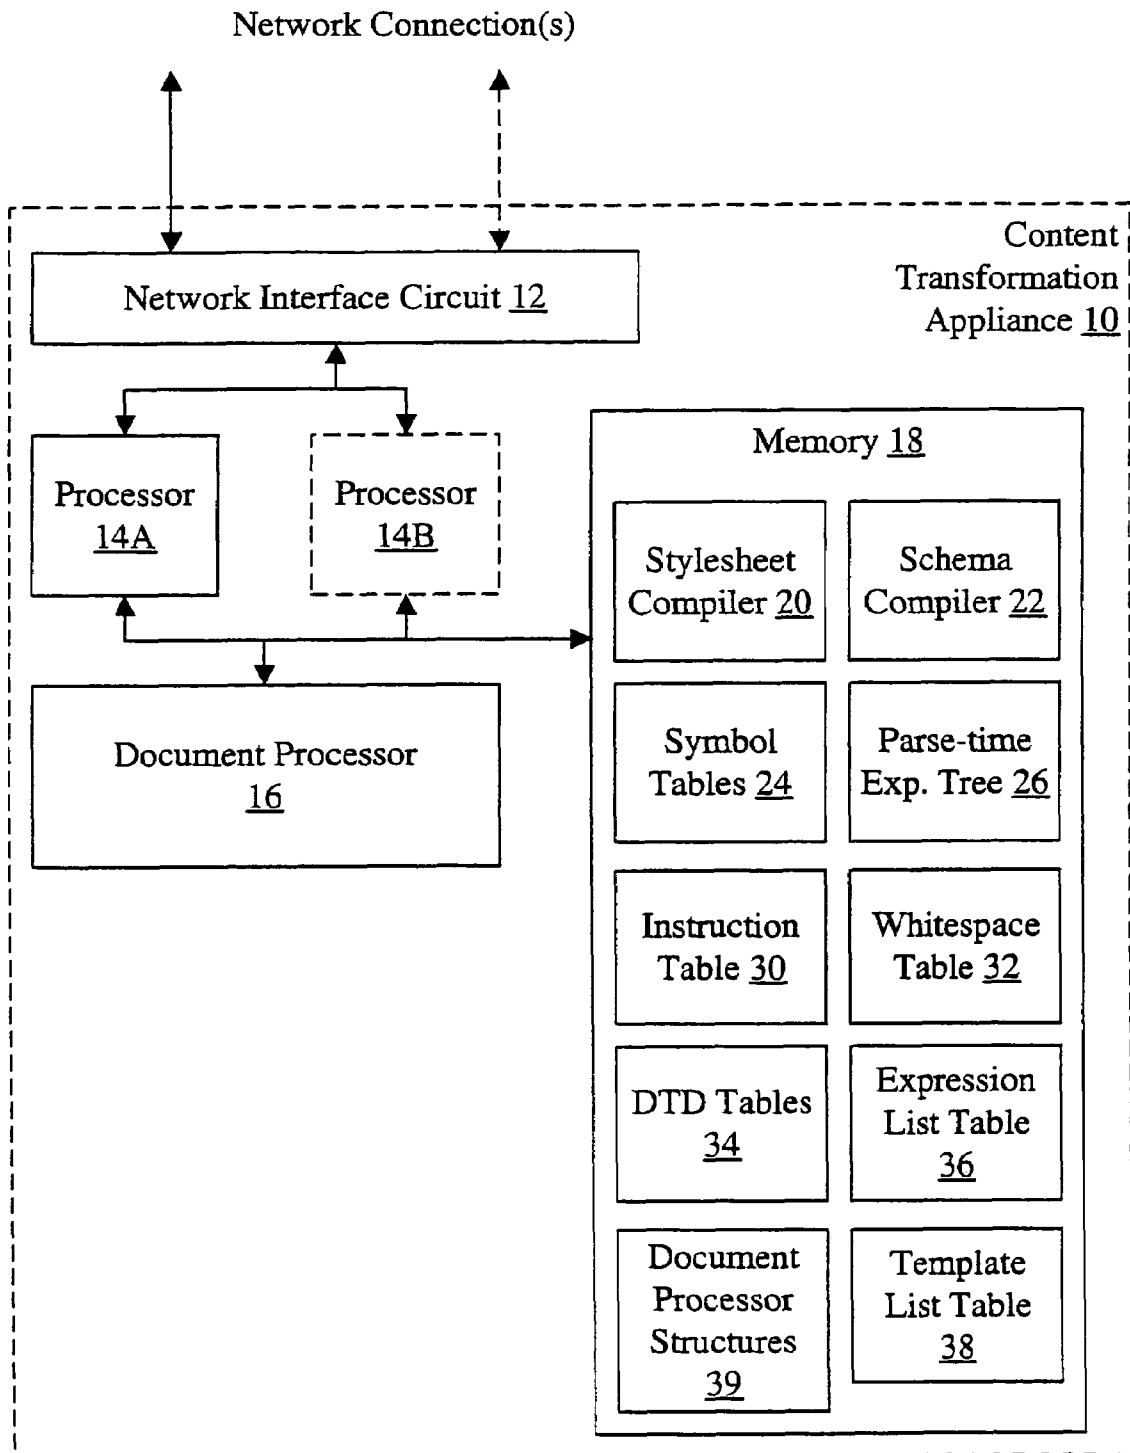 Network Connection(s)
Content
Transformation
Appliance 10
Network Interface Circuit 12
Processor
14A
Processor
14B
Memory 18
Stylesheet
Compiler 20
Schema
Compiler 22
Document Processor
16
Symbol
Tables 24
Parse-time
Exp. Tree 26
Instruction
Table 30
Whitespace
Table 32
DTD Tables
34
Expression
List Table
36
Document
Processor
Structures
39
Template
List Table
38